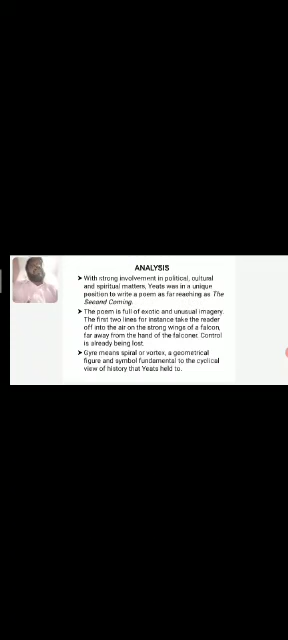 ANALYSIS
➤ With strong involvement in political, cultural
and spiritual matters, Yeats was in a unique
position to write a poem as far reaching as The
Second Coming.
➤ The poem is full of exotic and unusual imagery.
The first two lines for instance take the reader
off into the air on the strong wings of a falcon,
far away from the hand of the falconer. Control
is already being lost.
➤ Gyre means spiral or vortex, a geometrical
figure and symbol fundamental to the cyclical
view of history that Yeats held to.